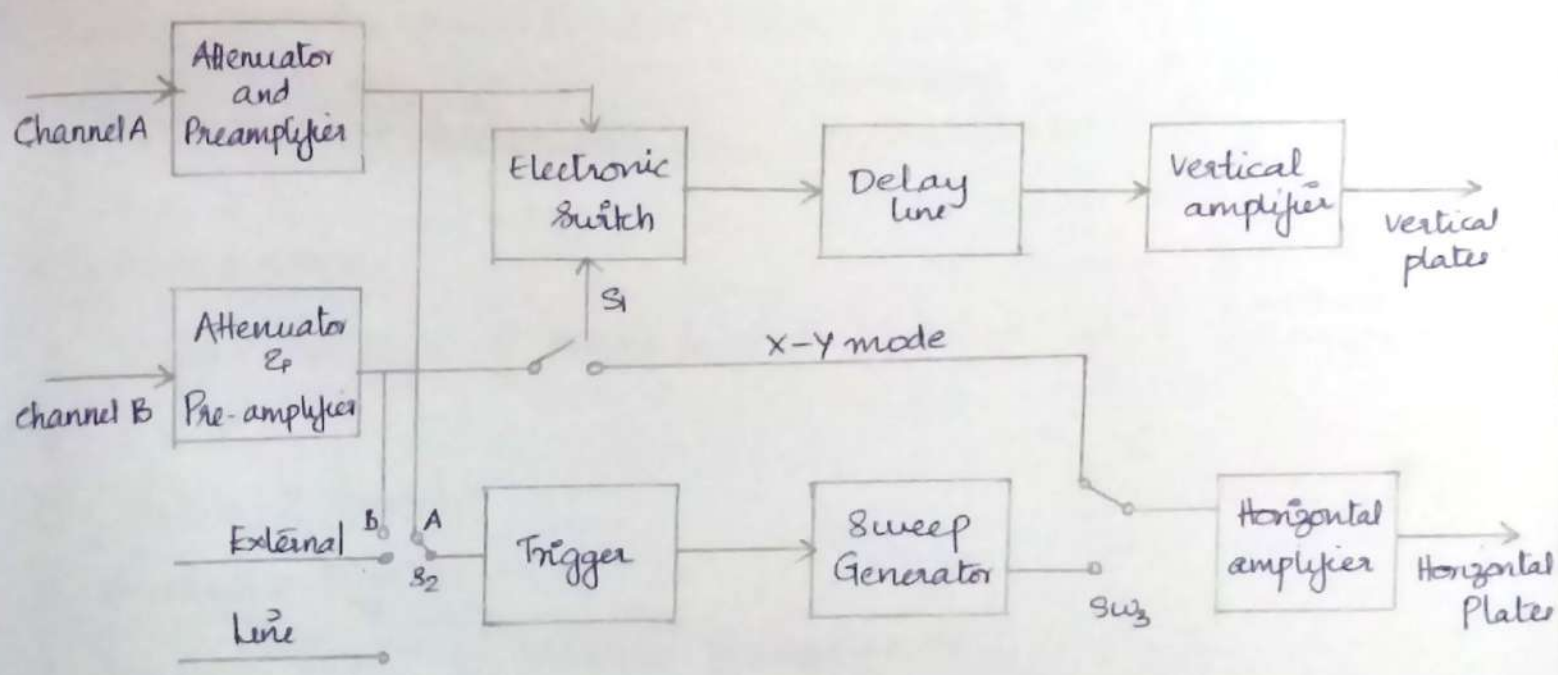 Attenuator
and
Preamplifier
Channel A
Electronic
Switch
Delay
line
Vertical
amplifier
vertical
plates
S1
Attenuator
&
Pre-amplifier
channel B
X-Y mode
B
A
External
S2
Line
Trigger
Sweep
Generator
SW3
Horizontal
amplifier
Horizontal
Plates